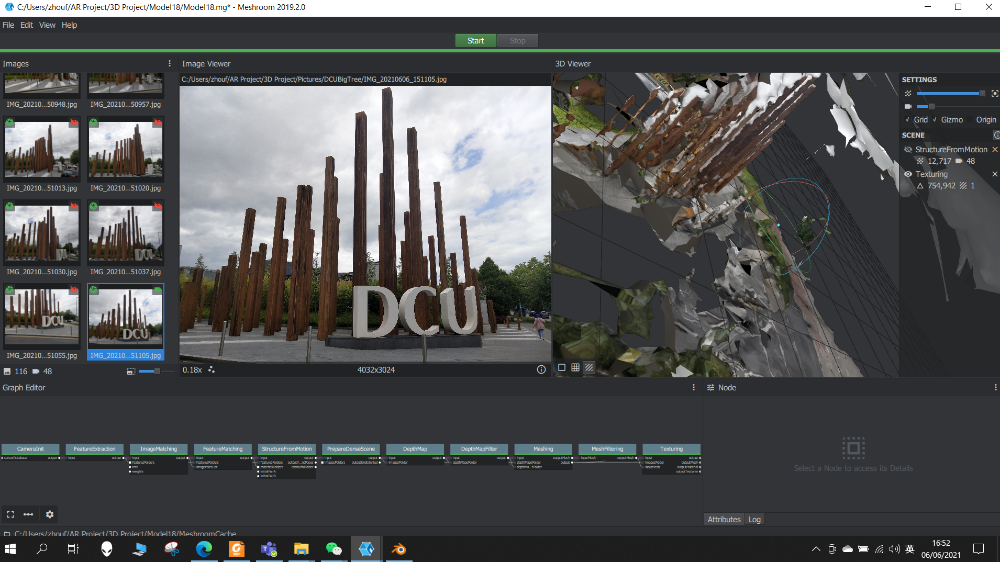 C:/Users/zhouf/AR Project/3D Project/Model18/Model18.mg* - Meshroom 2019.2.0
File Edit View Help
Start Stop
Images
IMG_20210...50948.jpg IMG_20210...50957.jpg
IMG_20210...51013.jpg IMG_20210...51020.jpg
IMG_20210...51030.jpg IMG_20210...51037.jpg
DCU DCU
IMG_20210...51055.jpg IMG_20210...51105.jpg
116 48
Image Viewer
C:/Users/zhouf/AR Project/3D Project/Pictures/DCUBigTree/IMG_20210606_151105.jpg
DCU
0.18x 4032x3024
3D Viewer
SETTINGS
Grid Gizmo Origin
SCENE
StructureFromMotion
12,717 48
Texturing
754,942 1
Graph Editor
CameraInit FeatureExtraction ImageMatching FeatureMatching StructureFromMotion PrepareDenseScene DepthMap DepthMapFilter Meshing MeshFiltering Texturing
sensorDatabase output input output input output input output input output input output input output input output input outputMesh inputMesh outputMesh input output
featuresFolders featuresFolders featuresFolders outputV...ndPoses imagesFolders outputUndistorted imagesFolder depthMapsFolder depthMapsFolder output imagesFolder outputMesh
tree imagePairsList matchesFolders extraInfoFolder depthMa...rFolder inputMesh outputMaterial
weights initialPairA outputTextures
initialPairB
Node
Select a Node to access its Details
Attributes Log
C:/Users/zhouf/AR Project/3D Project/Model18/MeshroomCache
PDF
英
16:52
06/06/2021